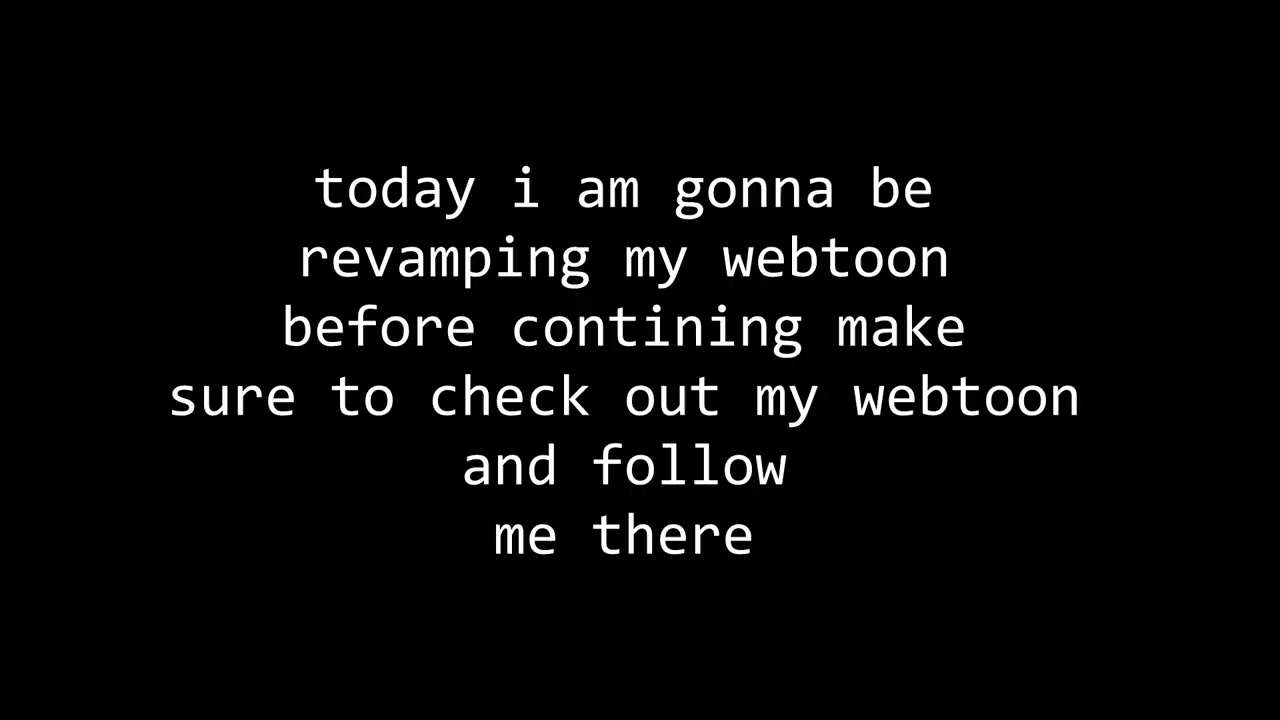 today i am gonna be
revamping my webtoon
before contining make
sure to check out my webtoon
and follow
me there